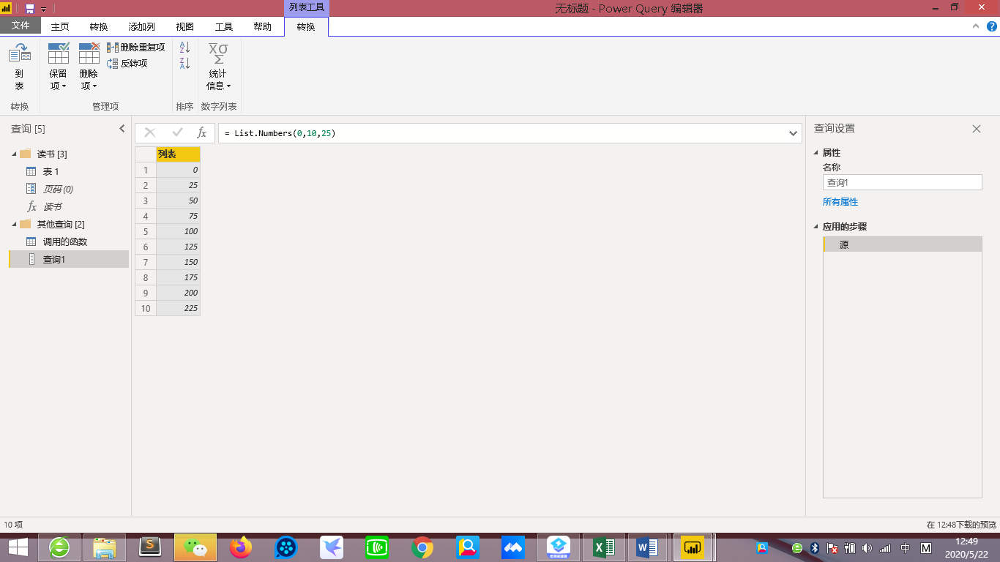 列表工具
无标题 - Power Query 编辑器
文件
主页
转换
添加列
视图
工具
帮助
转换
到
表
保留
项
删除
项
删除重复项
反转项
统计
信息
转换
管理项
排序
数字列表
查询 [5]
= List.Numbers(0,10,25)
查询设置
读书 [3]
表 1
页码 (0)
fx 读书
其他查询 [2]
调用的函数
查询1
fx
列表
1 0
2 25
3 50
4 75
5 100
6 125
7 150
8 175
9 200
10 225
属性
名称
查询1
所有属性
应用的步骤
源
10 项
在 12:48下载的预览
中
M
12:49
2020/5/22